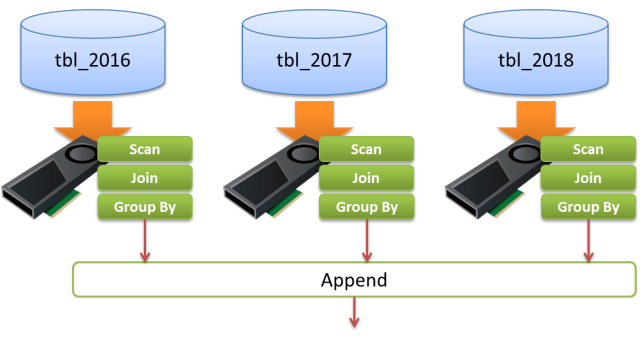 tbl_2016
tbl_2017
tbl_2018
Scan
Join
Group By
Scan
Join
Group By
Scan
Join
Group By
Append